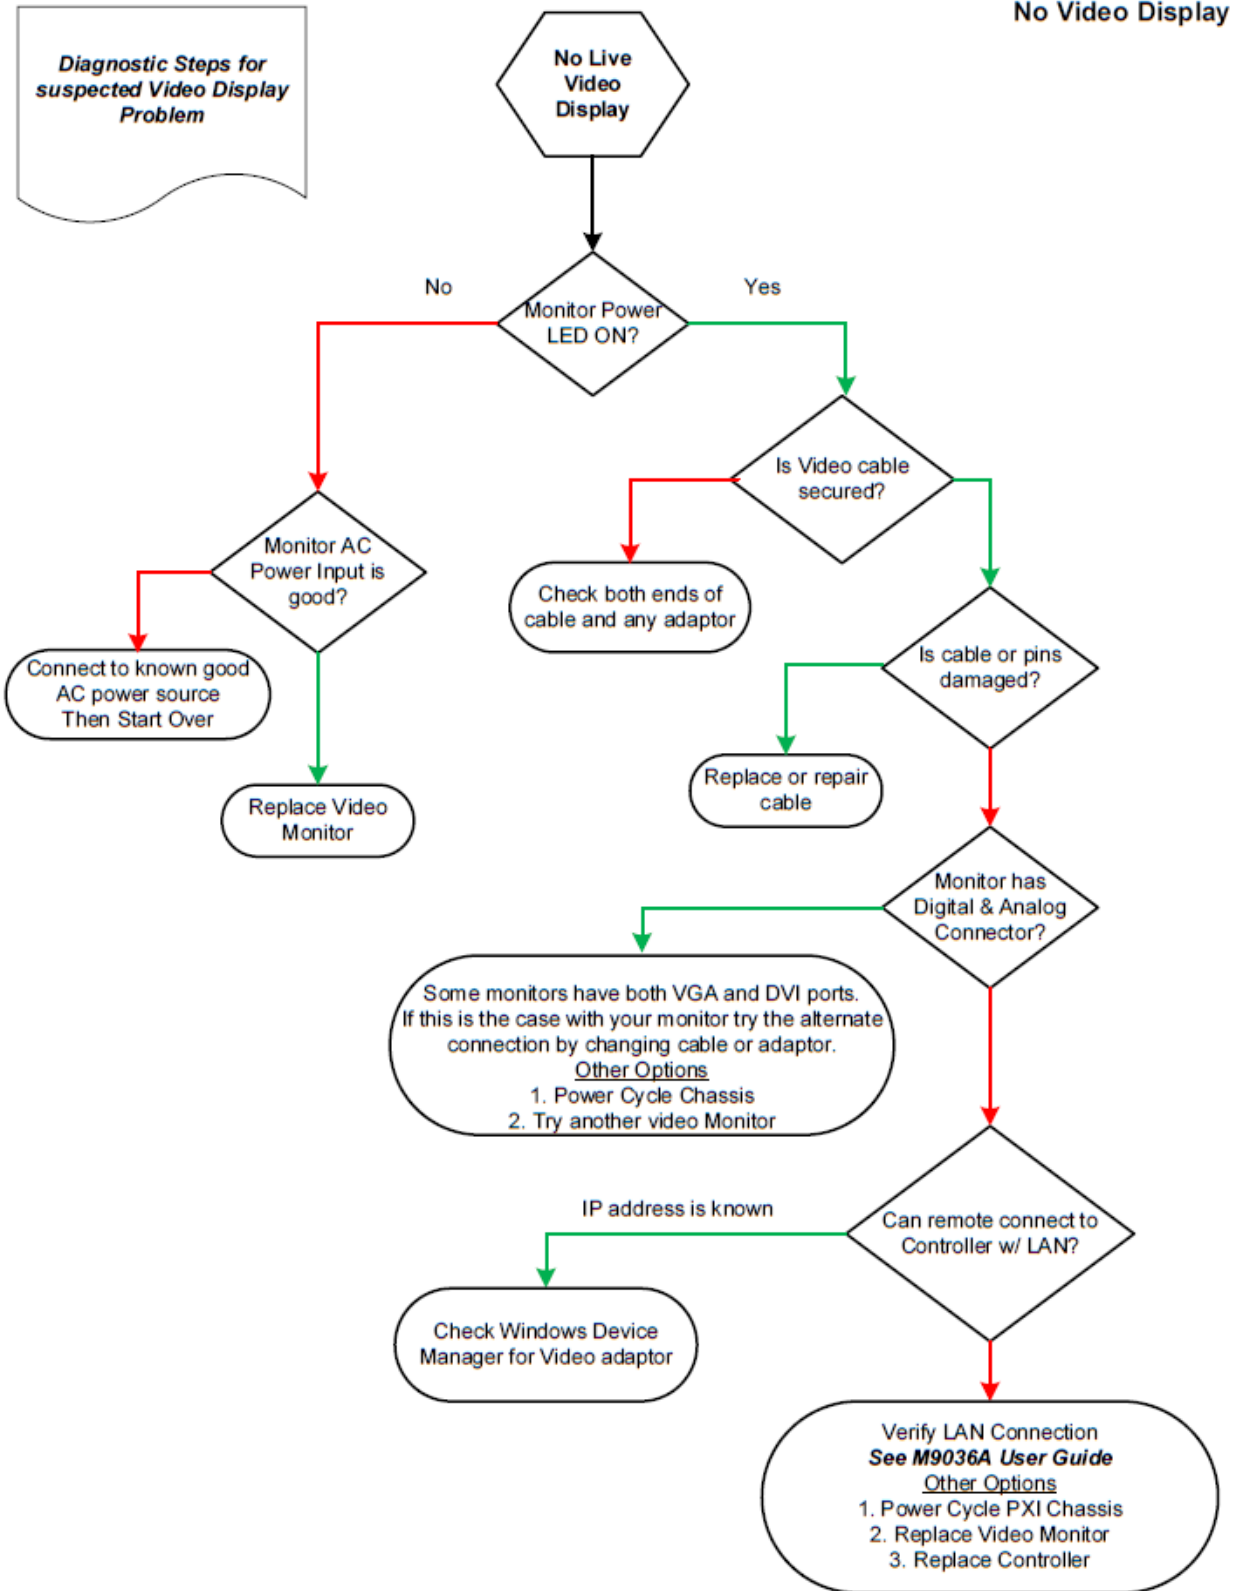 No Video Display
Diagnostic Steps for
suspected Video Display
Problem
No Live
Video
Display
No
Yes
Monitor Power
LED ON?
Is Video cable
secured?
Monitor AC
Power Input is
good?
Check both ends of
cable and any adaptor
Connect to known good
AC power source
Then Start Over
Is cable or pins
damaged?
Replace Video
Monitor
Replace or repair
cable
Monitor has
Digital & Analog
Connector?
Some monitors have both VGA and DVI ports.
If this is the case with your monitor try the alternate
connection by changing cable or adaptor.
Other Options
1. Power Cycle Chassis
2. Try another video Monitor
IP address is known
Can remote connect to
Controller w/ LAN?
Check Windows Device
Manager for Video adaptor
Verify LAN Connection
See M9036A User Guide
Other Options
1. Power Cycle PXI Chassis
2. Replace Video Monitor
3. Replace Controller